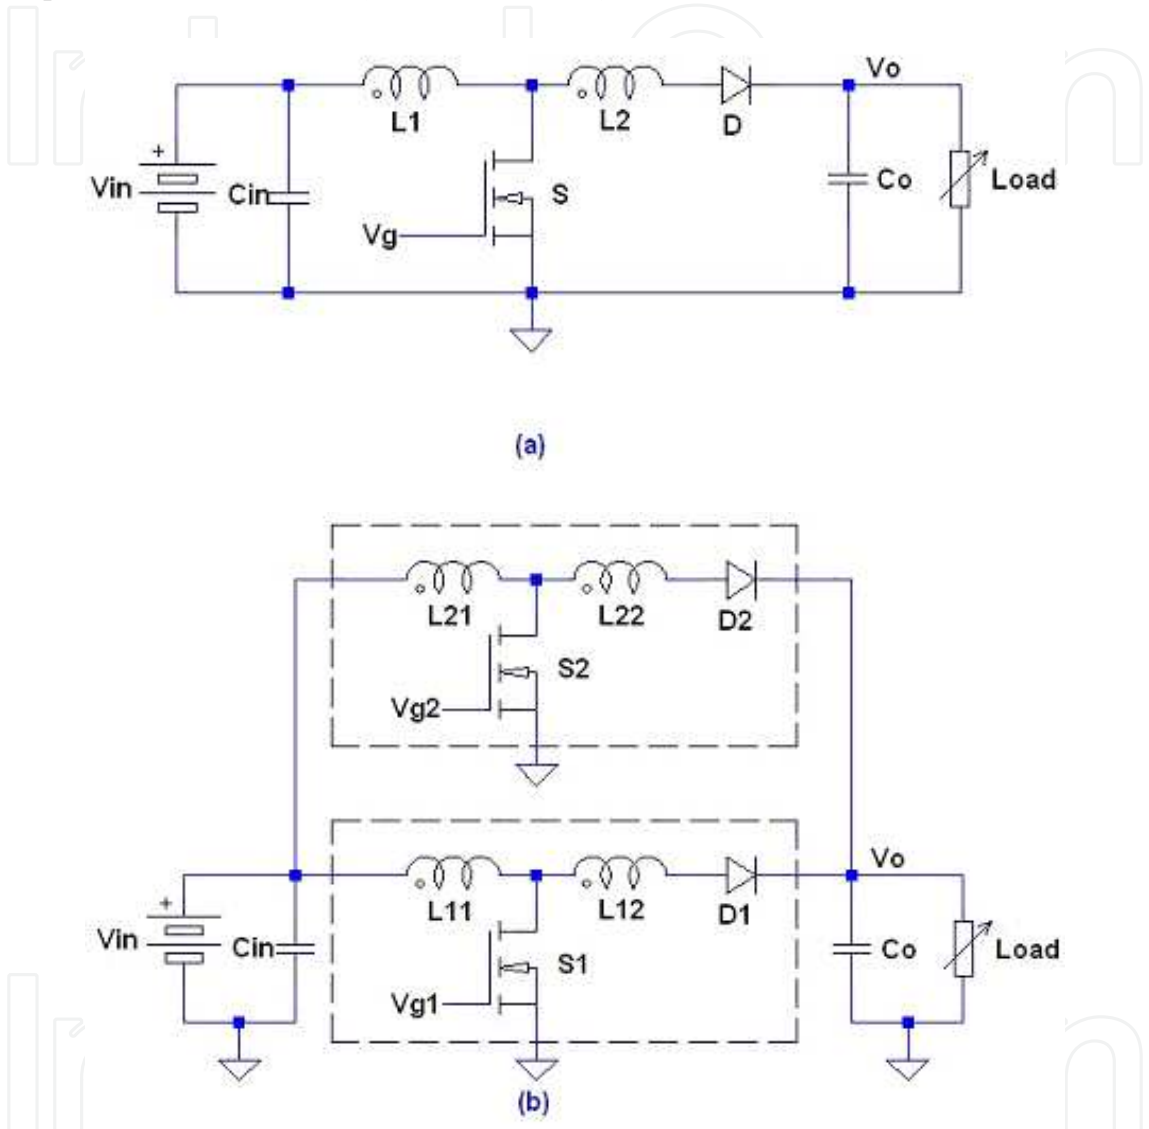 Vo
L1
L2
D
+
Vin
Cin
S
Co
Load
Vg
(a)
L21
L22
D2
S2
Vg2
Vo
L11
L12
D1
+
Vin
Cin
S1
Co
Load
Vg1
(b)